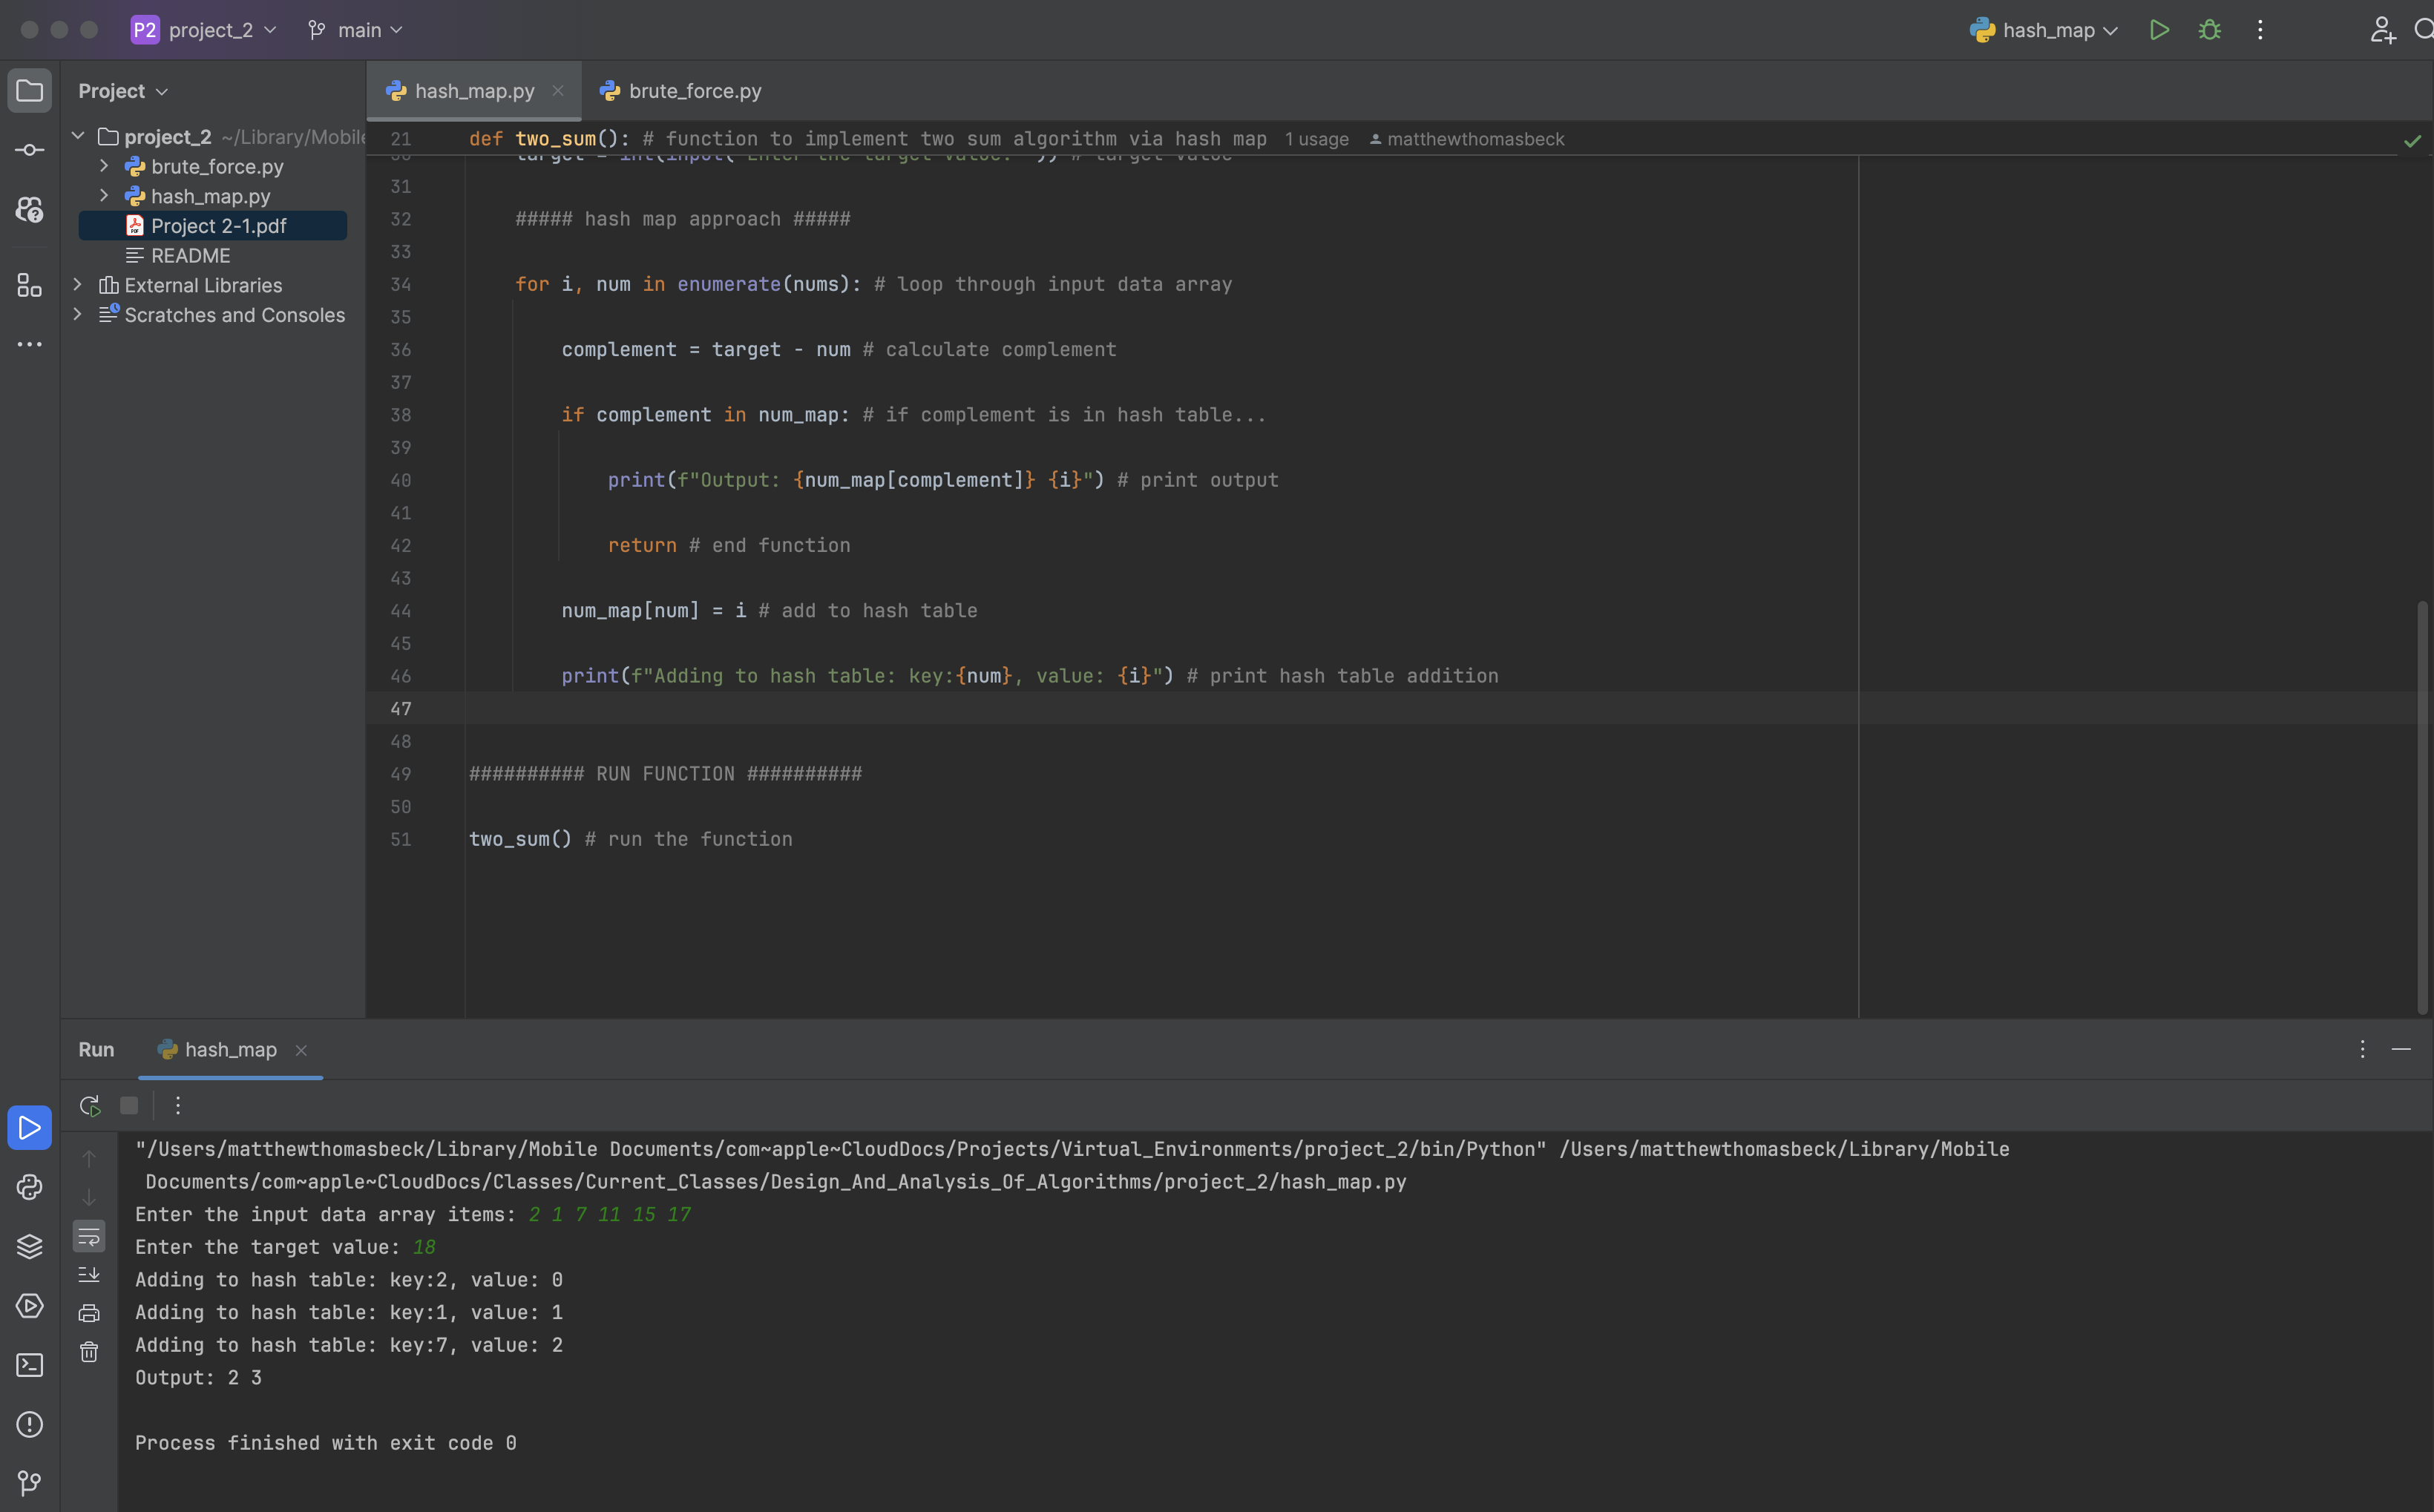 P2 project_2 main hash_map
Project
hash_map.py
brute_force.py
project_2 ~/Library/Mobile
brute_force.py
hash_map.py
Project 2-1.pdf
README
External Libraries
Scratches and Consoles
21 def two_sum(): # function to implement two sum algorithm via hash map 1 usage matthewthomasbeck
30 target = int(input("Enter the target value: ")) # target value
31
32 ##### hash map approach #####
33
34 for i, num in enumerate(nums): # loop through input data array
35
36 complement = target - num # calculate complement
37
38 if complement in num_map: # if complement is in hash table...
39
40 print(f"Output: {num_map[complement]} {i}") # print output
41
42 return # end function
43
44 num_map[num] = i # add to hash table
45
46 print(f"Adding to hash table: key:{num}, value: {i}") # print hash table addition
47
48
49 ########## RUN FUNCTION ##########
50
51 two_sum() # run the function
Run hash_map
"/Users/matthewthomasbeck/Library/Mobile Documents/com~apple~CloudDocs/Projects/Virtual_Environments/project_2/bin/Python" /Users/matthewthomasbeck/Library/Mobile
Documents/com~apple~CloudDocs/Classes/Current_Classes/Design_And_Analysis_Of_Algorithms/project_2/hash_map.py
Enter the input data array items: 2 1 7 11 15 17
Enter the target value: 18
Adding to hash table: key:2, value: 0
Adding to hash table: key:1, value: 1
Adding to hash table: key:7, value: 2
Output: 2 3
Process finished with exit code 0